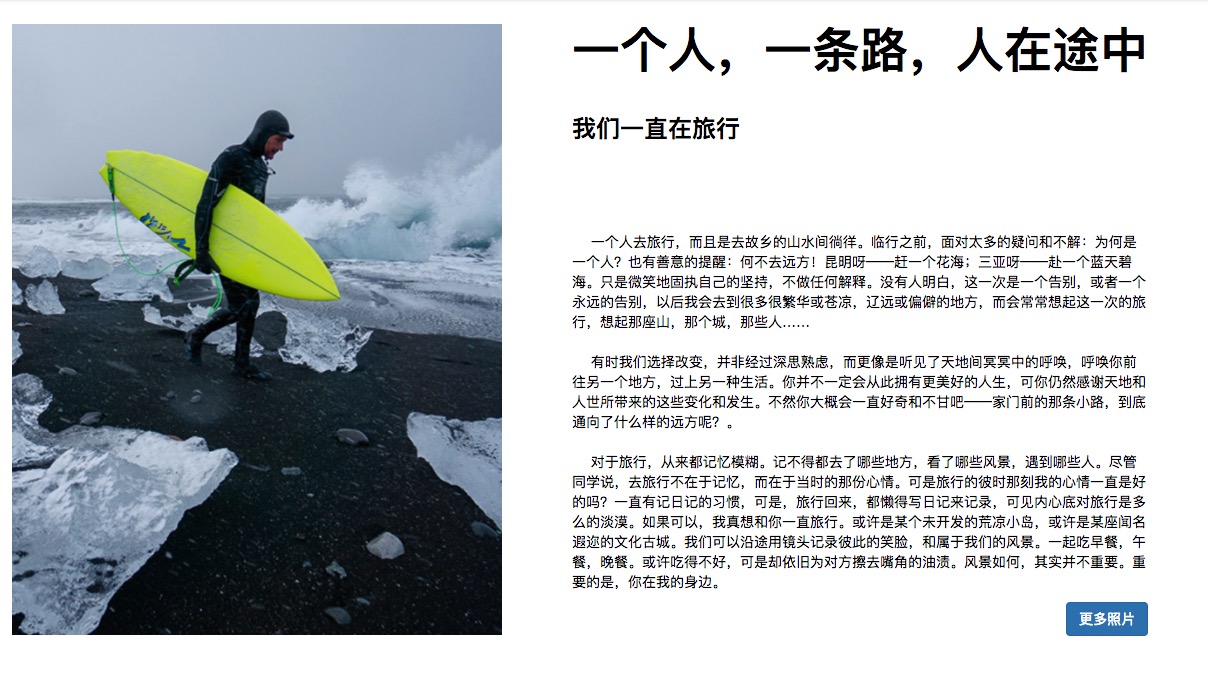 一个人，一条路，人在途中
我们一直在旅行
一个人去旅行，而且是去故乡的山水间徜徉。临行之前，面对太多的疑问和不解：为何是
一个人？也有善意的提醒：何不去远方！昆明呀——赶一个花海；三亚呀——赴一个蓝天碧
海。只是微笑地固执自己的坚持，不做任何解释。没有人明白，这一次是一个告别，或者一个
永远的告别，以后我会去到很多很繁华或苍凉，辽远或偏僻的地方，而会常常想起这一次的旅
行，想起那座山，那个城，那些人……
有时我们选择改变，并非经过深思熟虑，而更像是听见了天地间冥冥中的呼唤，呼唤你前
往另一个地方，过上另一种生活。你并不一定会从此拥有更美好的人生，可你仍然感谢天地和
人世所带来的这些变化和发生。不然你大概会一直好奇和不甘吧——家门前的那条小路，到底
通向了什么样的远方呢？。
对于旅行，从来都记忆模糊。记不得都去了哪些地方，看了哪些风景，遇到哪些人。尽管
同学说，去旅行不在于记忆，而在于当时的那份心情。可是旅行的彼时那刻我的心情一直是好
的吗？一直有记日记的习惯，可是，旅行回来，都懒得写日记来记录，可见内心底对旅行是多
么的淡漠。如果可以，我真想和你一直旅行。或许是某个未开发的荒凉小岛，或许是某座闻名
遐迩的文化古城。我们可以沿途用镜头记录彼此的笑脸，和属于我们的风景。一起吃早餐，午
餐，晚餐。或许吃得不好，可是却依旧为对方擦去嘴角的油渍。风景如何，其实并不重要。重
要的是，你在我的身边。
更多照片